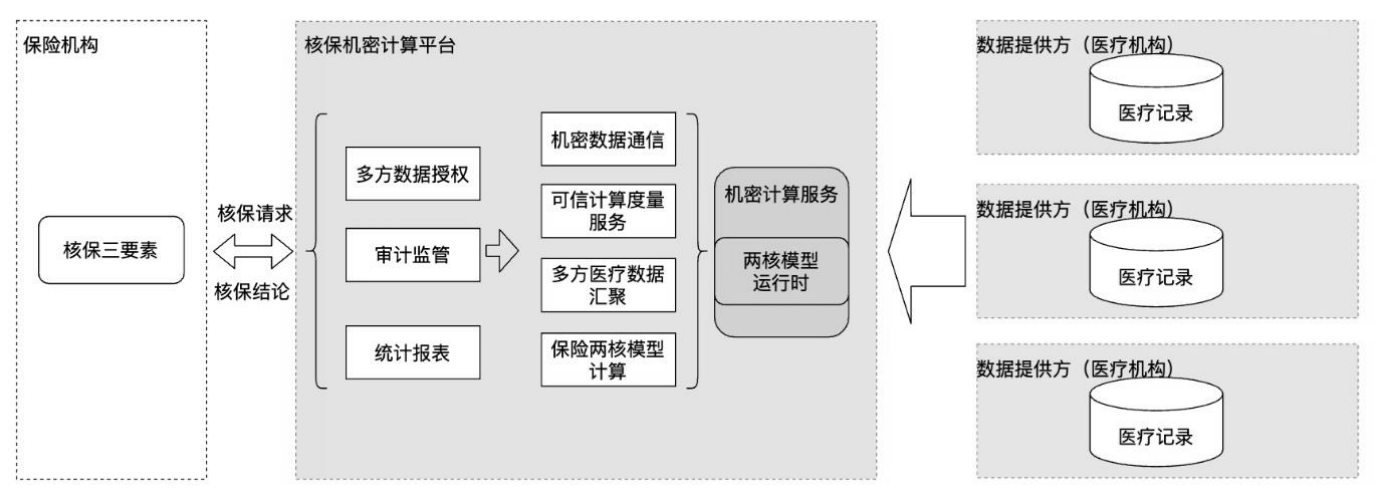 保险机构
核保三要素
核保请求
核保结论
核保机密计算平台
多方数据授权
审计监管
统计报表
机密数据通信
可信计算度量
服务
多方医疗数据
汇聚
保险两核模型
计算
机密计算服务
两核模型
运行时
数据提供方（医疗机构）
医疗记录
数据提供方（医疗机构）
医疗记录
数据提供方（医疗机构）
医疗记录